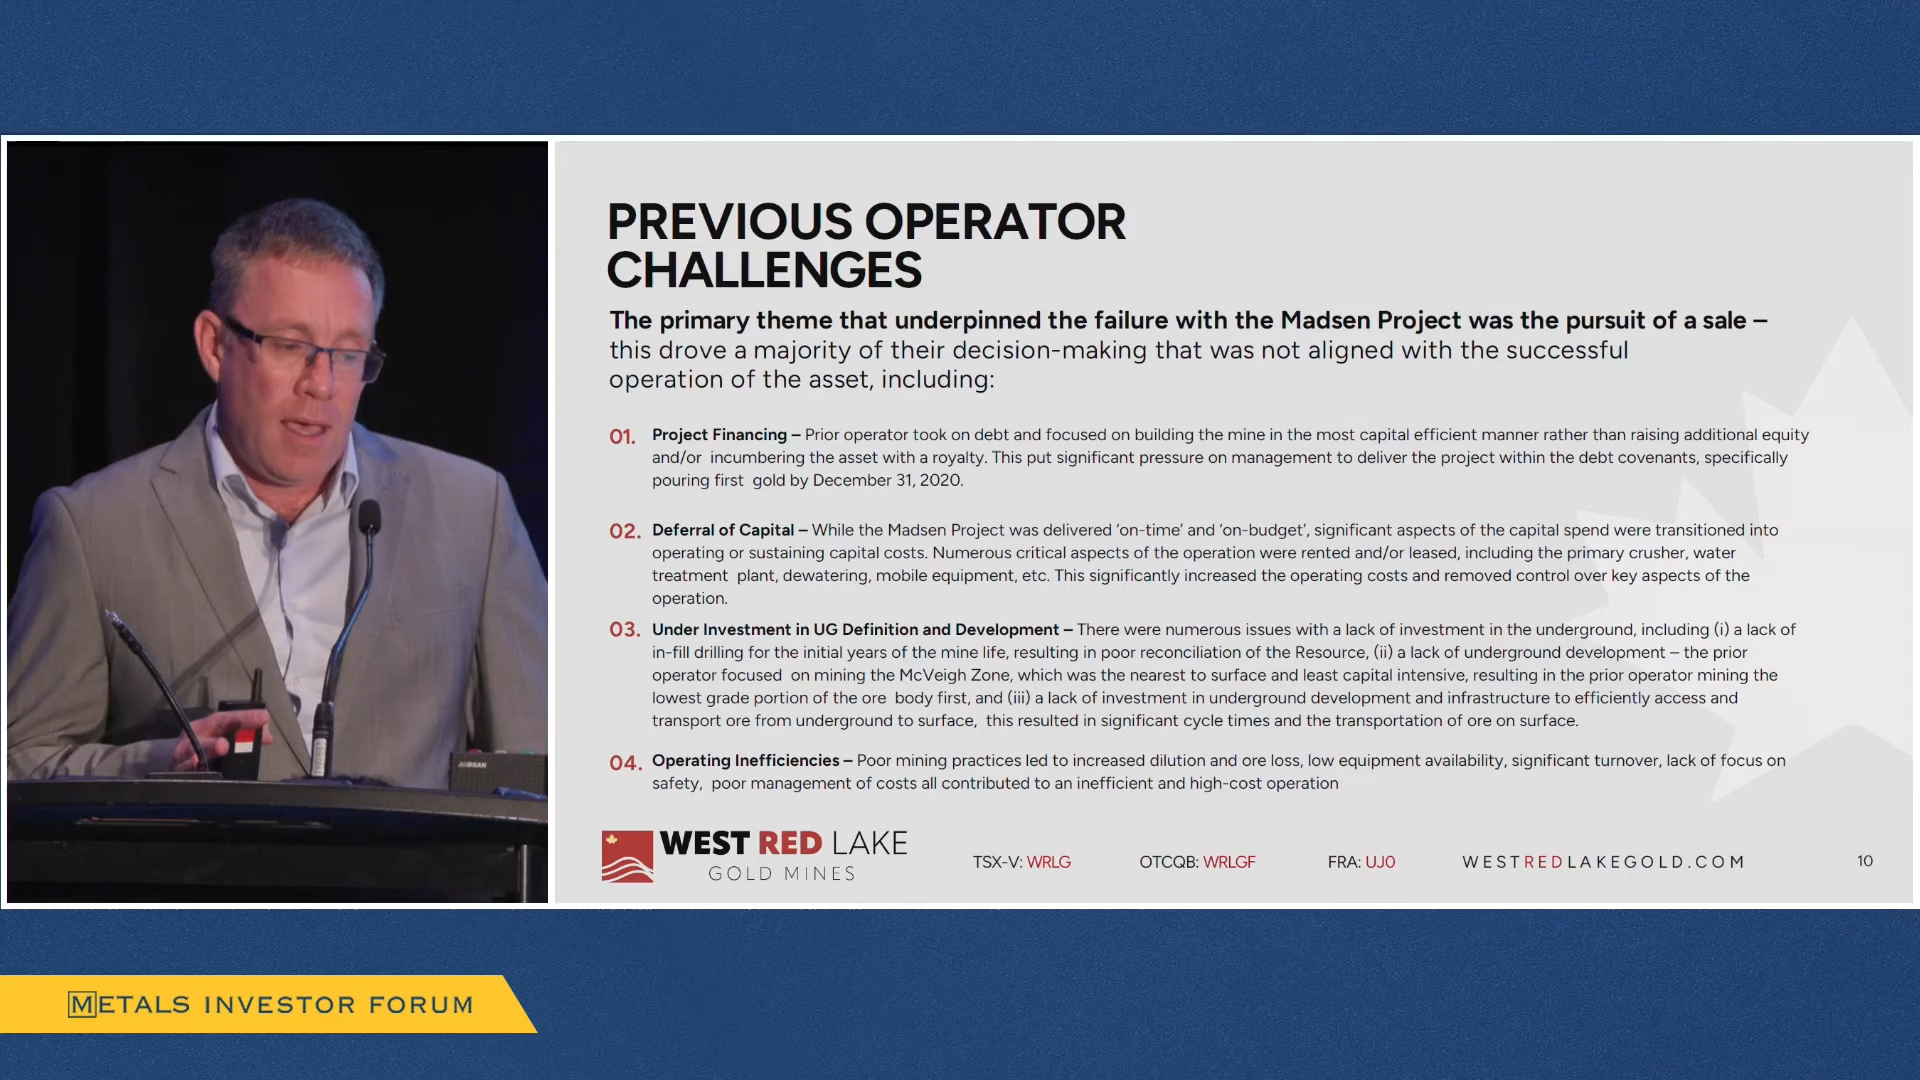 PREVIOUS OPERATOR
CHALLENGES
The primary theme that underpinned the failure with the Madsen Project was the pursuit of a sale –
this drove a majority of their decision-making that was not aligned with the successful
operation of the asset, including:
01. Project Financing – Prior operator took on debt and focused on building the mine in the most capital efficient manner rather than raising additional equity
and/or incumbering the asset with a royalty. This put significant pressure on management to deliver the project within the debt covenants, specifically
pouring first gold by December 31, 2020.
02. Deferral of Capital – While the Madsen Project was delivered ‘on-time’ and ‘on-budget’, significant aspects of the capital spend were transitioned into
operating or sustaining capital costs. Numerous critical aspects of the operation were rented and/or leased, including the primary crusher, water
treatment plant, dewatering, mobile equipment, etc. This significantly increased the operating costs and removed control over key aspects of the
operation.
03. Under Investment in UG Definition and Development – There were numerous issues with a lack of investment in the underground, including (i) a lack of
in-fill drilling for the initial years of the mine life, resulting in poor reconciliation of the Resource, (ii) a lack of underground development – the prior
operator focused on mining the McVeigh Zone, which was the nearest to surface and least capital intensive, resulting in the prior operator mining the
lowest grade portion of the ore body first, and (iii) a lack of investment in underground development and infrastructure to efficiently access and
transport ore from underground to surface, this resulted in significant cycle times and the transportation of ore on surface.
04. Operating Inefficiencies – Poor mining practices led to increased dilution and ore loss, low equipment availability, significant turnover, lack of focus on
safety, poor management of costs all contributed to an inefficient and high-cost operation
WEST RED LAKE
GOLD MINES
TSX-V: WRLG OTCQB: WRLGF FRA: UJ0 WESTREDLAKEGOLD.COM 10
METALS INVESTOR FORUM